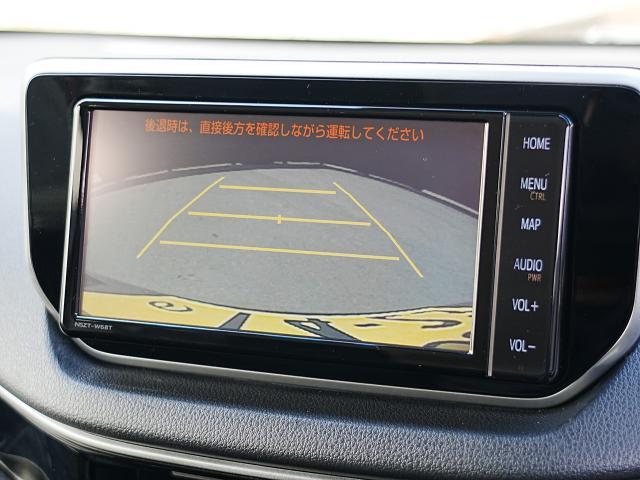 後退時は、直接後方を確認しながら運転してください
HOME
MENU
CTRL
MAP
AUDIO
PWR
VOL+
VOL-
NSZT-W68T